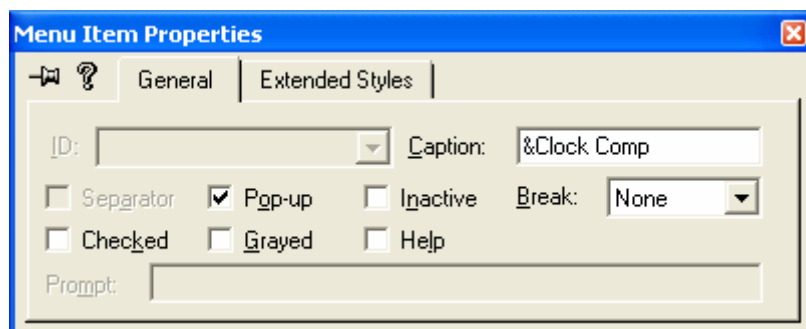 Menu Item Properties
General Extended Styles
ID: Caption: &Clock Comp
Separator Pop-up Inactive Break: None
Checked Grayed Help
Prompt: